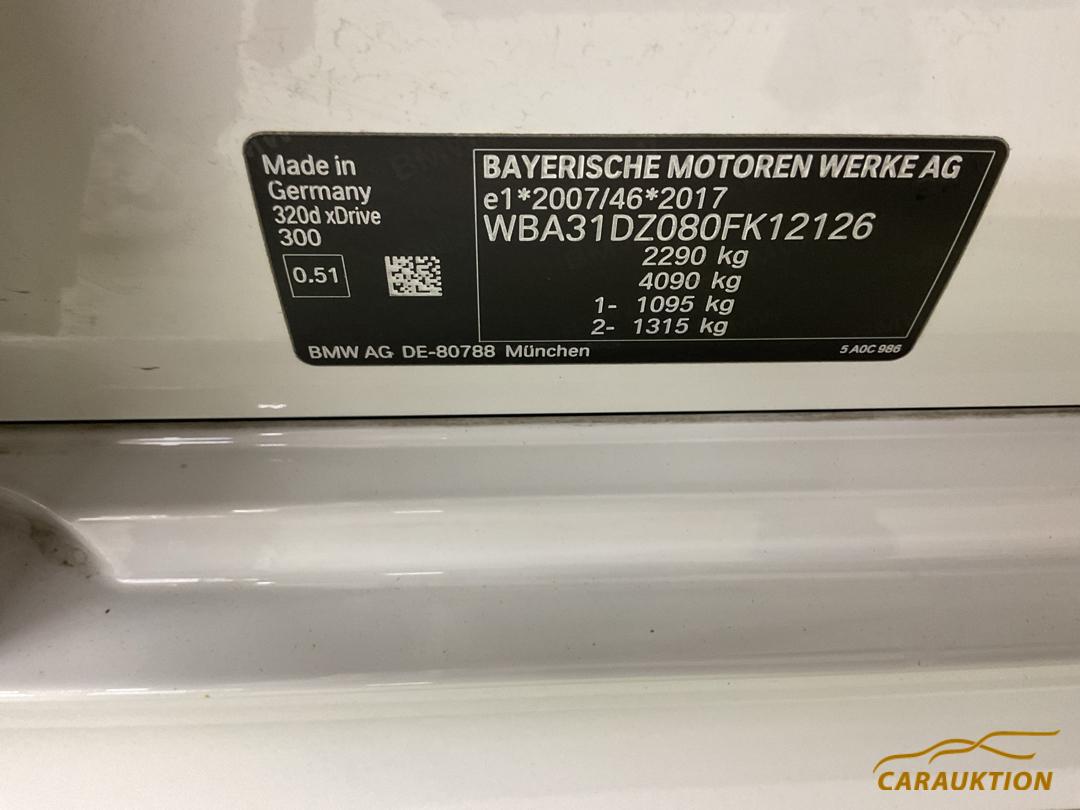 Made in
Germany
320d xDrive
300
0.51
BMW AG DE-80788 München
BAYERISCHE MOTOREN WERKE AG
e1*2007/46*2017
WBA31DZ080FK12126
2290 kg
4090 kg
1- 1095 kg
2- 1315 kg
5 A0C 986
CARAUKTION